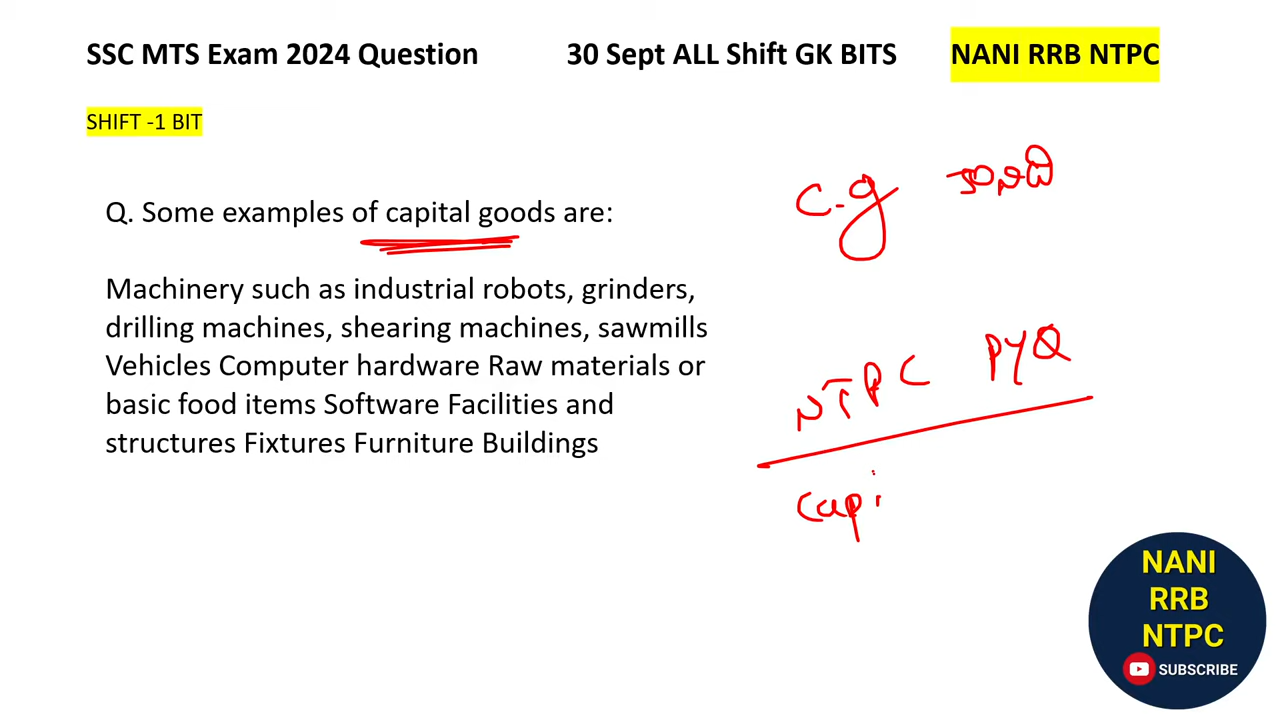 SSC MTS Exam 2024 Question 30 Sept ALL Shift GK BITS NANI RRB NTPC
SHIFT -1 BIT
Q. Some examples of capital goods are:
Machinery such as industrial robots, grinders,
drilling machines, shearing machines, sawmills
Vehicles Computer hardware Raw materials or
basic food items Software Facilities and
structures Fixtures Furniture Buildings
C.g
NTPC PYQ
Capi
NANI
RRB
NTPC
SUBSCRIBE